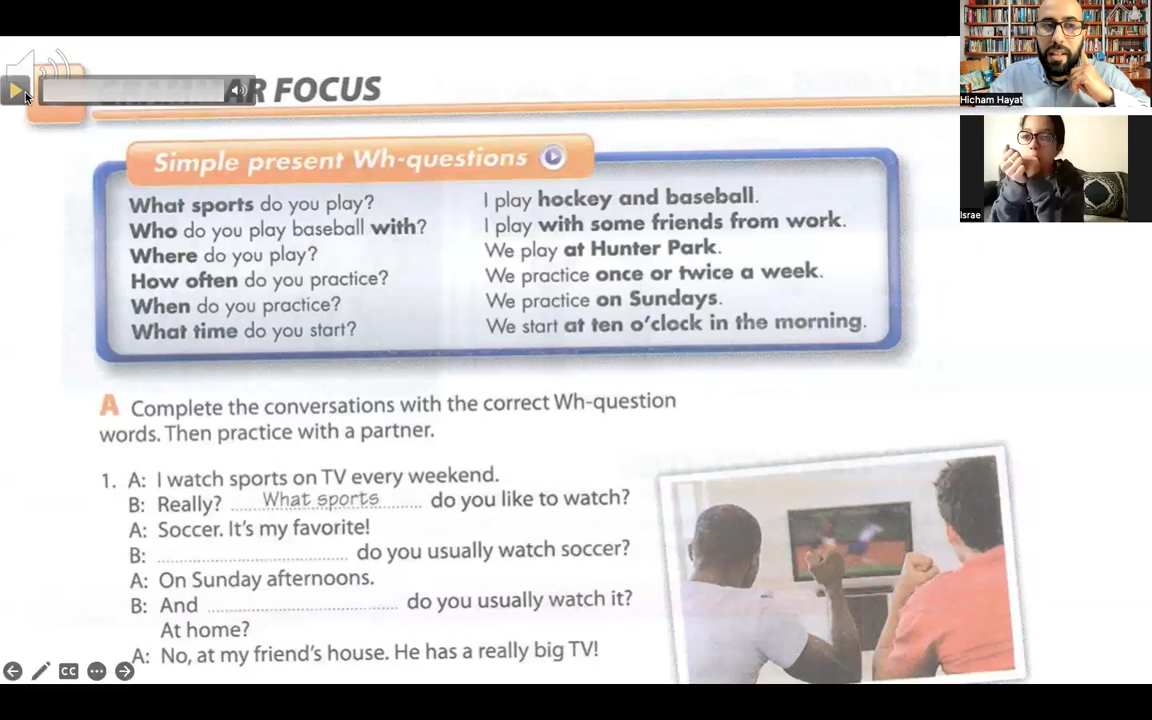 AR FOCUS
Simple present Wh-questions
What sports do you play? I play hockey and baseball.
Who do you play baseball with? I play with some friends from work.
Where do you play? We play at Hunter Park.
How often do you practice? We practice once or twice a week.
When do you practice? We practice on Sundays.
What time do you start? We start at ten o'clock in the morning.
A Complete the conversations with the correct Wh-question
words. Then practice with a partner.
1. A: I watch sports on TV every weekend.
B: Really? What sports do you like to watch?
A: Soccer. It's my favorite!
B: do you usually watch soccer?
A: On Sunday afternoons.
B: And do you usually watch it?
At home?
A: No, at my friend's house. He has a really big TV!
CC
Hicham Hayat
Israe